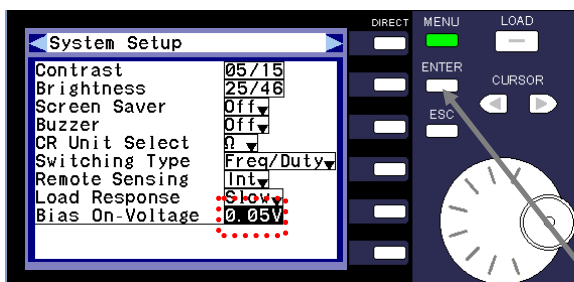 DIRECT MENU LOAD
System Setup
Contrast 05/15
Brightness 25/46
Screen Saver Off
Buzzer Off
CR Unit Select Ω
Switching Type Freq/Duty
Remote Sensing Int
Load Response Slow
Bias On-Voltage 0.05V
ENTER
CURSOR
ESC